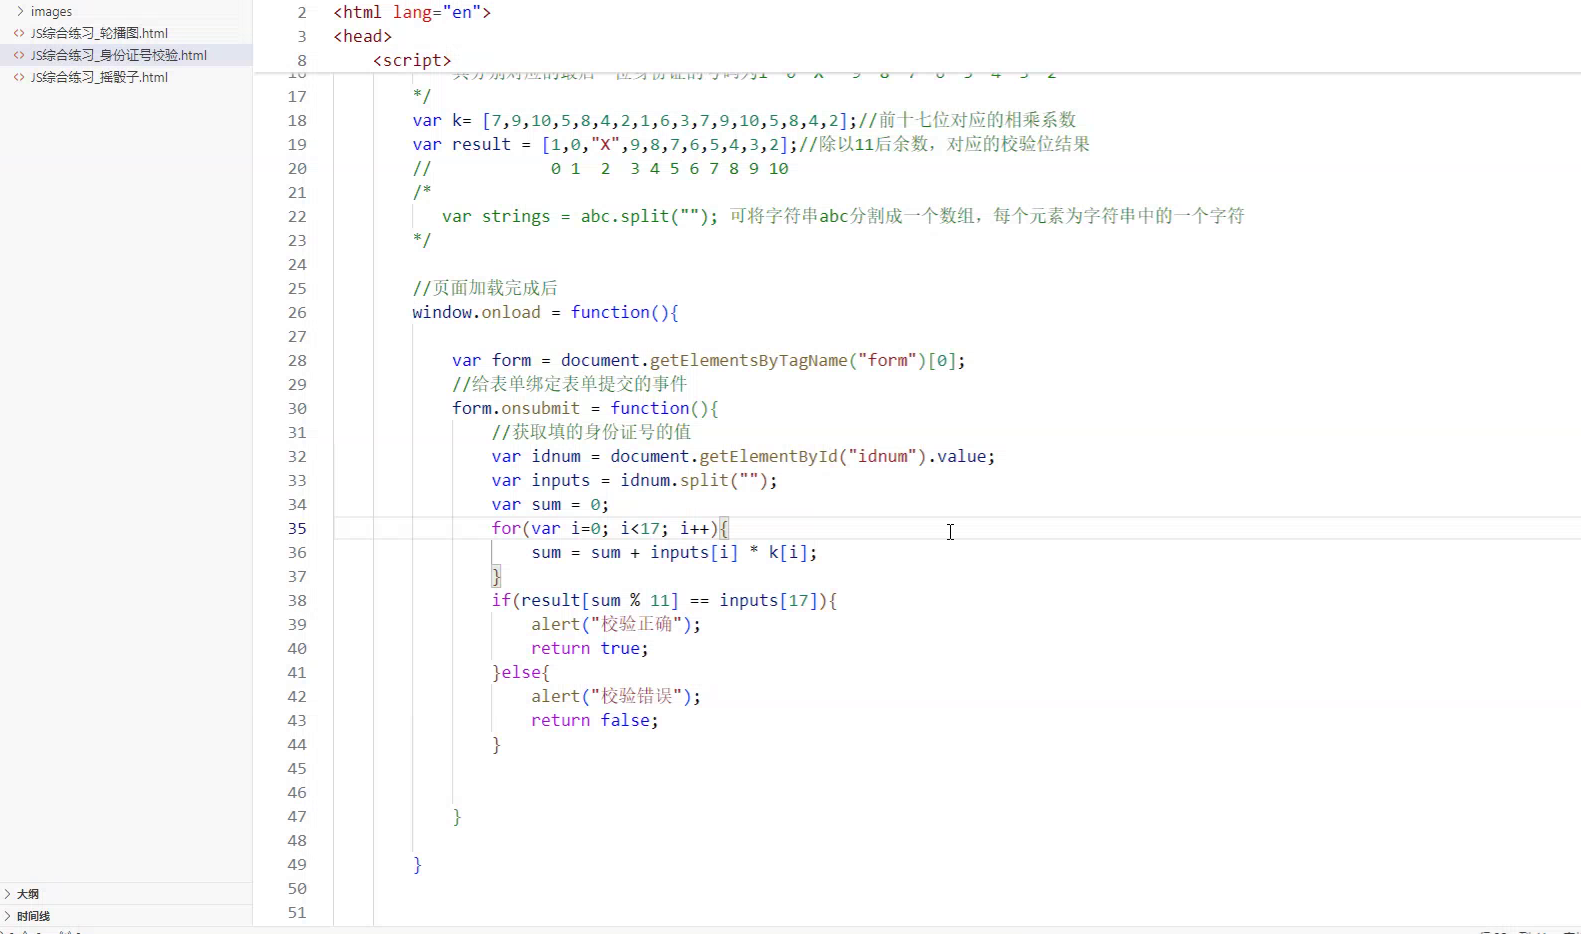 images
JS综合练习_轮播图.html
JS综合练习_身份证号校验.html
JS综合练习_摇骰子.html
大纲
时间线
2 <html lang="en">
3 <head>
8 <script>
17 */
18 var k= [7,9,10,5,8,4,2,1,6,3,7,9,10,5,8,4,2];//前十七位对应的相乘系数
19 var result = [1,0,"X",9,8,7,6,5,4,3,2];//除以11后余数，对应的校验位结果
20 // 0 1 2 3 4 5 6 7 8 9 10
21 /*
22 var strings = abc.split(""); 可将字符串abc分割成一个数组，每个元素为字符串中的一个字符
23 */
24
25 //页面加载完成后
26 window.onload = function(){
27
28 var form = document.getElementsByTagName("form")[0];
29 //给表单绑定表单提交的事件
30 form.onsubmit = function(){
31 //获取填的身份证号的值
32 var idnum = document.getElementById("idnum").value;
33 var inputs = idnum.split("");
34 var sum = 0;
35 for(var i=0; i<17; i++){
36 sum = sum + inputs[i] * k[i];
37 }
38 if(result[sum % 11] == inputs[17]){
39 alert("校验正确");
40 return true;
41 }else{
42 alert("校验错误");
43 return false;
44 }
45
46
47 }
48
49 }
50
51